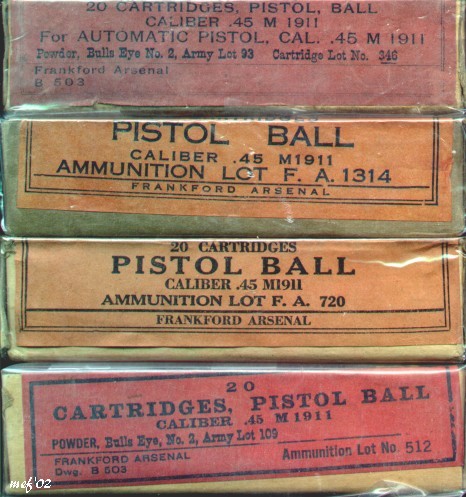 20 CARTRIDGES, PISTOL, BALL
CALIBER .45 M 1911
For AUTOMATIC PISTOL, CAL. .45 M 1911
Powder, Bulls Eye No. 2, Army Lot 93 Cartridge Lot No. 346
Frankford Arsenal
B 503
CARTRIDGES
PISTOL BALL
CALIBER .45 M1911
AMMUNITION LOT F. A. 1314
FRANKFORD ARSENAL
20 CARTRIDGES
PISTOL BALL
CALIBER .45 M1911
AMMUNITION LOT F. A. 720
FRANKFORD ARSENAL
20
CARTRIDGES, PISTOL BALL
CALIBER .45 M 1911
POWDER, Bulls Eye, No. 2, Army Lot 109
FRANKFORD ARSENAL Ammunition Lot No. 512
Dwg. B 503
mef'02